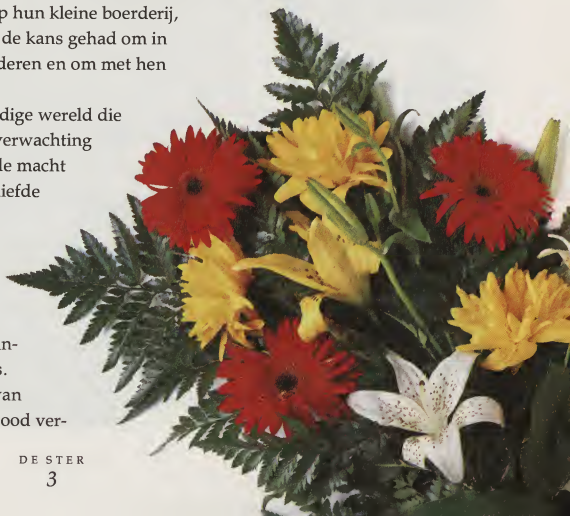 p hun kleine boerderij,
de kans gehad om in
deren en om met hen
dige wereld die
verwachting
le macht
iefde
in-
s.
van
ood ver-
DE STER
3